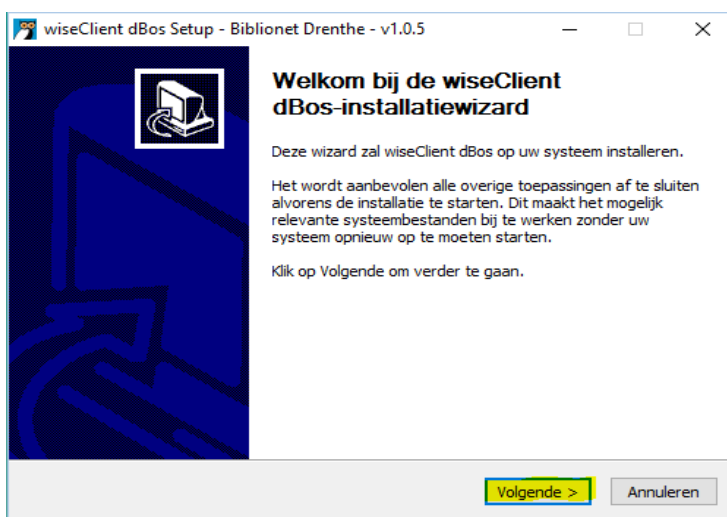 wiseClient dBos Setup - Biblionet Drenthe - v1.0.5
Welkom bij de wiseClient
dBos-installatiewizard
Deze wizard zal wiseClient dBos op uw systeem installeren.
Het wordt aanbevolen alle overige toepassingen af te sluiten
alvorens de installatie te starten. Dit maakt het mogelijk
relevante systeembestanden bij te werken zonder uw
systeem opnieuw op te moeten starten.
Klik op Volgende om verder te gaan.
Volgende >
Annuleren